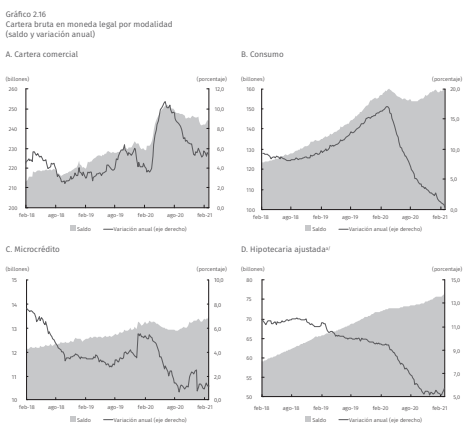 Gráfico 2.16
Cartera bruta en moneda legal por modalidad
(saldo y variación anual)
A. Cartera comercial
(billones) (porcentaje)
260 12,0
250 10,0
240 8,0
230 6,0
220 4,0
210 2,0
200 0,0
feb-18 ago-18 feb-19 ago-19 feb-20 ago-20 feb-21
Saldo Variación anual (eje derecho)
B. Consumo
(billones) (porcentaje)
160 20,0
150 15,0
140
130 10,0
120 5,0
110
100 0,0
feb-18 ago-18 feb-19 ago-19 feb-20 ago-20 feb-21
Saldo Variación anual (eje derecho)
C. Microcrédito
(billones) (porcentaje)
15 10,0
14 8,0
13 6,0
12 4,0
11 2,0
10 0,0
feb-18 ago-18 feb-19 ago-19 feb-20 ago-20 feb-21
Saldo Variación anual (eje derecho)
D. Hipotecaria ajustadaᵃ/
(billones) (porcentaje)
80 15,0
75 13,0
70
65 11,0
9,0
60
55 7,0
50 5,0
feb-18 ago-18 feb-19 ago-19 feb-20 ago-20 feb-21
Saldo Variación anual (eje derecho)